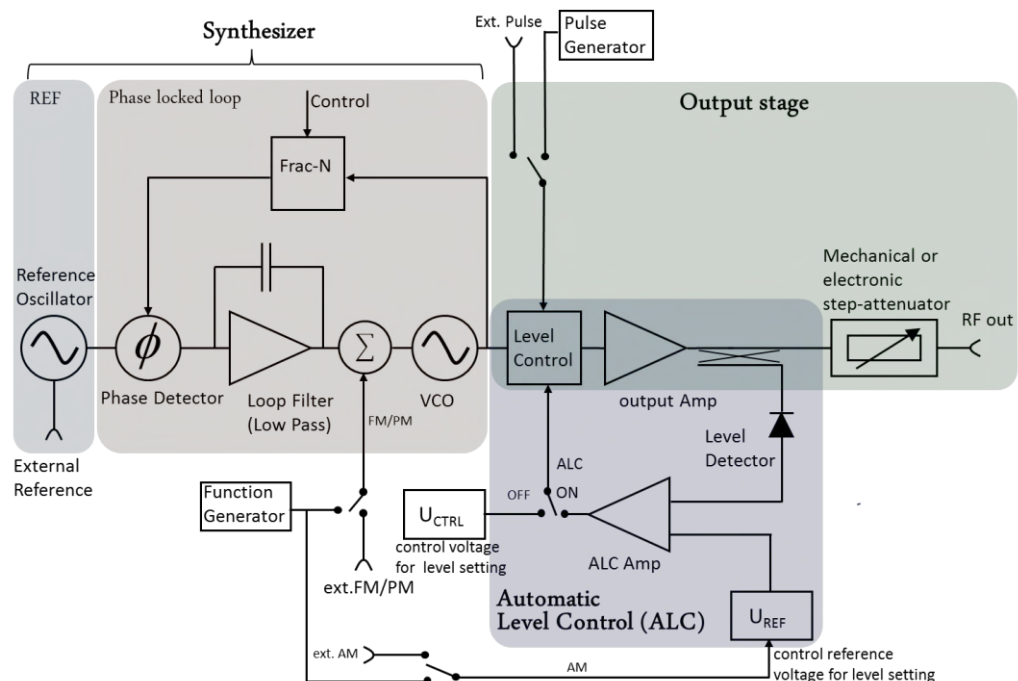 Synthesizer
Ext. Pulse
Pulse
Generator
REF
Phase locked loop
Control
Output stage
Frac-N
Reference
Oscillator
ϕ
Phase Detector
Loop Filter
(Low Pass)
Σ
VCO
FM/PM
Level
Control
output Amp
Mechanical or
electronic
step-attenuator
RF out
Level
Detector
External
Reference
Function
Generator
ext.FM/PM
OFF
ALC
ON
UCTRL
control voltage
for level setting
ALC Amp
Automatic
Level Control (ALC)
UREF
control reference
voltage for level setting
ext. AM
AM